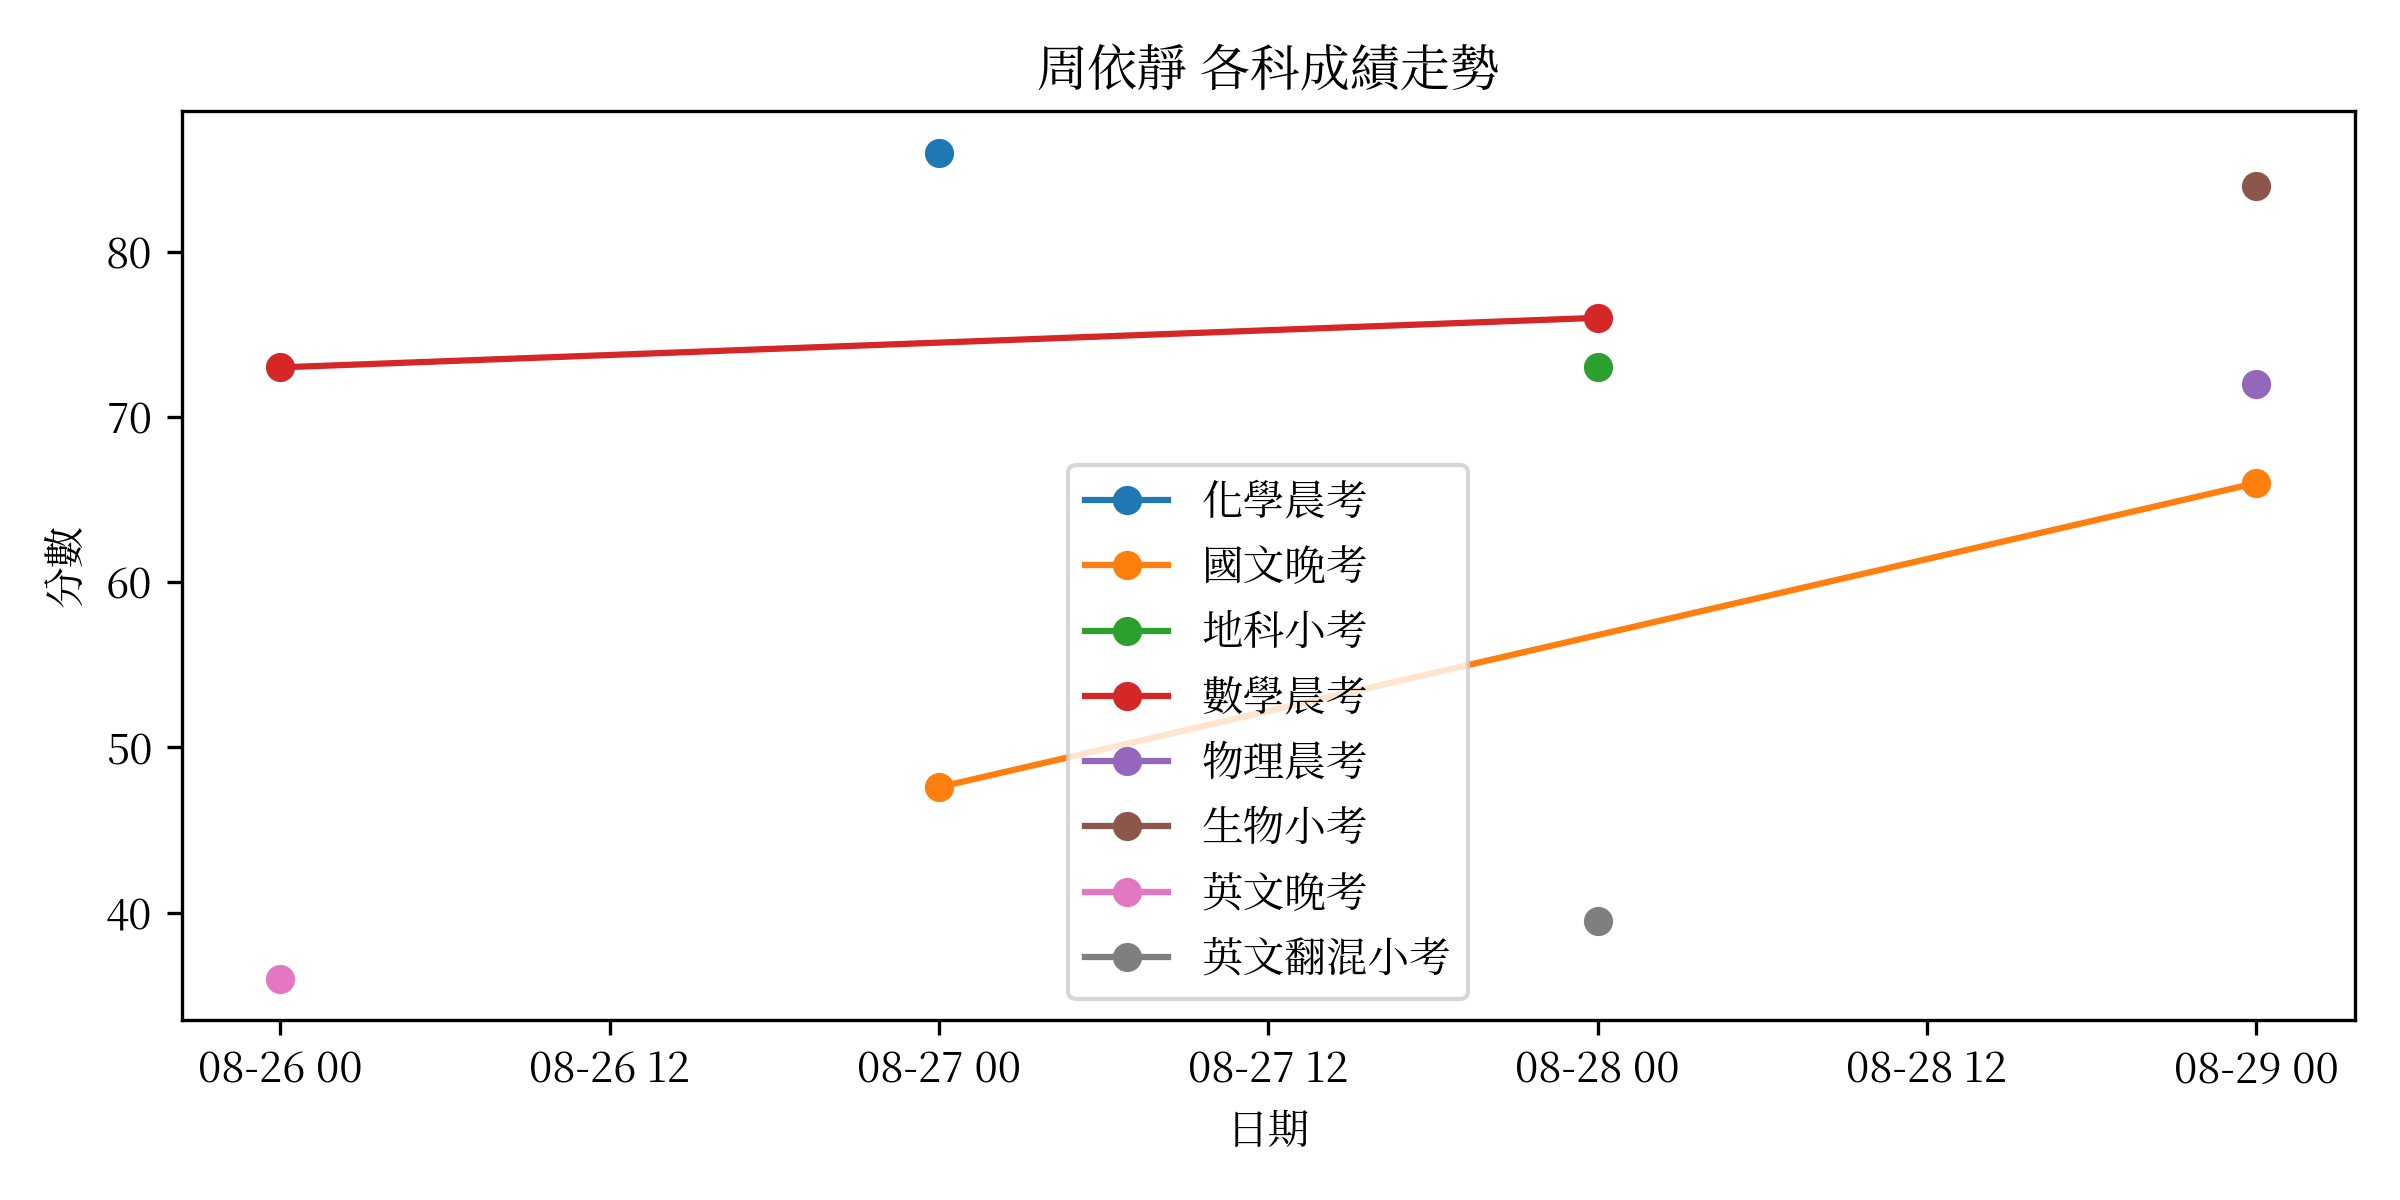 周依靜 各科成績走勢
分數
80
70
60
50
40
化學晨考
國文晚考
地科小考
數學晨考
物理晨考
生物小考
英文晚考
英文翻混小考
08-26 00
08-26 12
08-27 00
08-27 12
08-28 00
08-28 12
08-29 00
日期